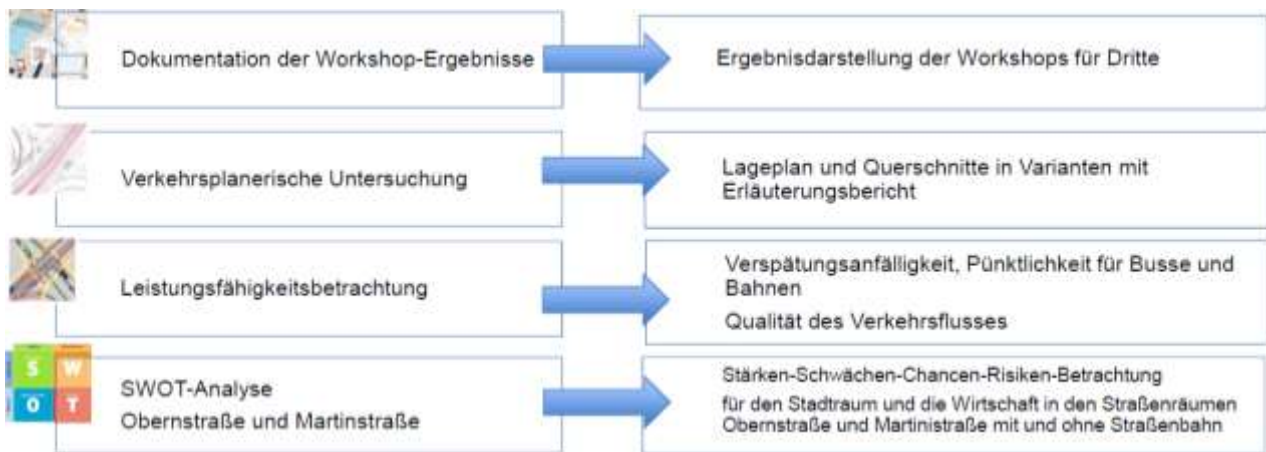 Dokumentation der Workshop-Ergebnisse
Ergebnisdarstellung der Workshops für Dritte
Verkehrsplanerische Untersuchung
Lageplan und Querschnitte in Varianten mit
Erläuterungsbericht
Leistungsfähigkeitsbetrachtung
Verspätungsanfälligkeit, Pünktlichkeit für Busse und
Bahnen
Qualität des Verkehrsflusses
S W
O T
SWOT-Analyse
Obernstraße und Martinstraße
Stärken-Schwächen-Chancen-Risiken-Betrachtung
für den Stadtraum und die Wirtschaft in den Straßenräumen
Obernstraße und Martinistraße mit und ohne Straßenbahn